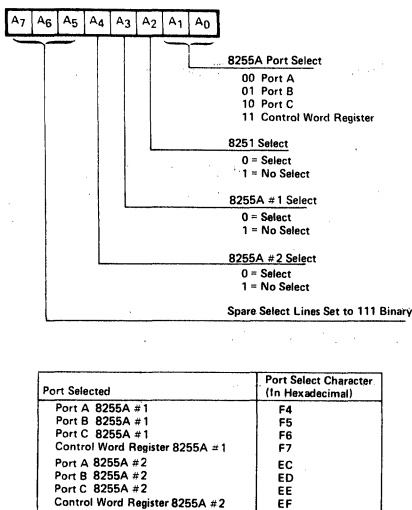 A7 A6 A5 A4 A3 A2 A1 A0
8255A Port Select
00 Port A
01 Port B
10 Port C
11 Control Word Register
8251 Select
0 = Select
1 = No Select
8255A #1 Select
0 = Select
1 = No Select
8255A #2 Select
0 = Select
1 = No Select
Spare Select Lines Set to 111 Binary
Port Selected Port Select Character
(In Hexadecimal)
Port A 8255A #1 F4
Port B 8255A #1 F5
Port C 8255A #1 F6
Control Word Register 8255A #1 F7
Port A 8255A #2 EC
Port B 8255A #2 ED
Port C 8255A #2 EE
Control Word Register 8255A #2 EF